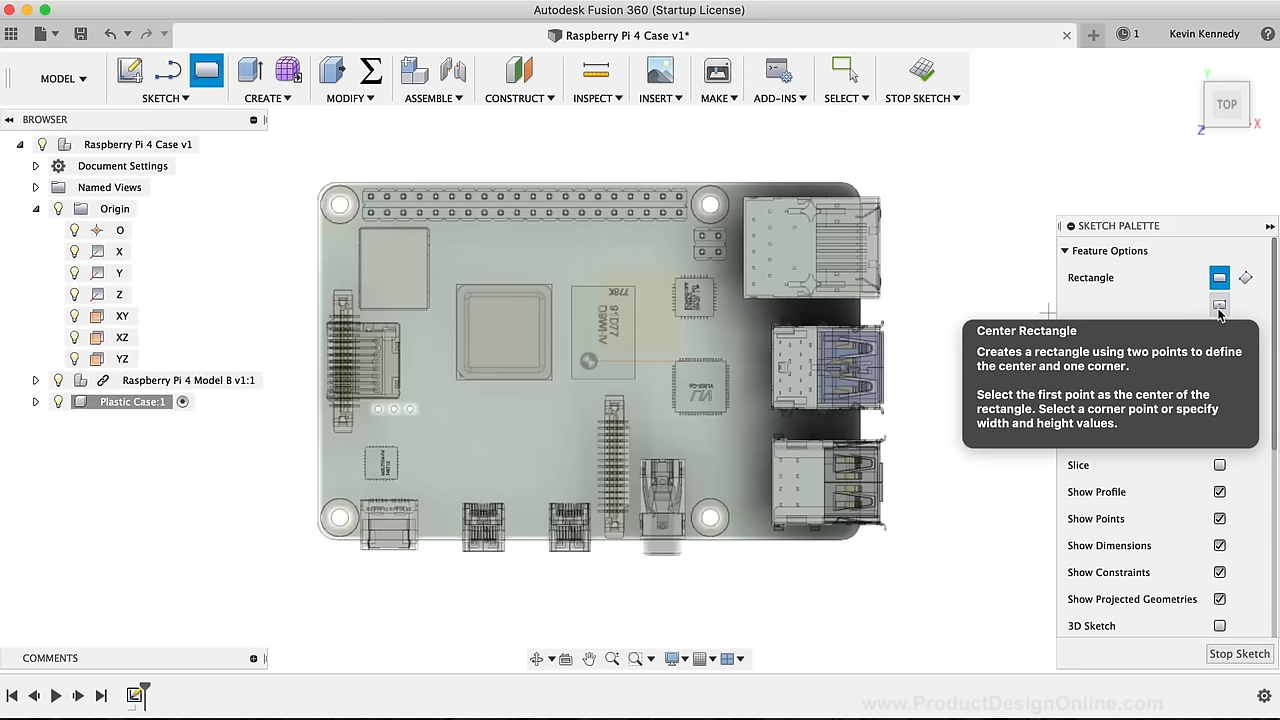 Autodesk Fusion 360 (Startup License)
Raspberry Pi 4 Case v1*
1
Kevin Kennedy
MODEL
SKETCH
CREATE
MODIFY
ASSEMBLE
CONSTRUCT
INSPECT
INSERT
MAKE
ADD-INS
SELECT
STOP SKETCH
Y
TOP
Z
X
BROWSER
Raspberry Pi 4 Case v1
Document Settings
Named Views
Origin
O
X
Y
Z
XY
XZ
YZ
Raspberry Pi 4 Model B v1:1
Plastic Case:1
778K
91D77
D9WHV
SKETCH PALETTE
Feature Options
Rectangle
Center Rectangle
Creates a rectangle using two points to define
the center and one corner.
Select the first point as the center of the
rectangle. Select a corner point or specify
width and height values.
Slice
Show Profile
Show Points
Show Dimensions
Show Constraints
Show Projected Geometries
3D Sketch
Stop Sketch
COMMENTS
www.ProductDesignOnline.com